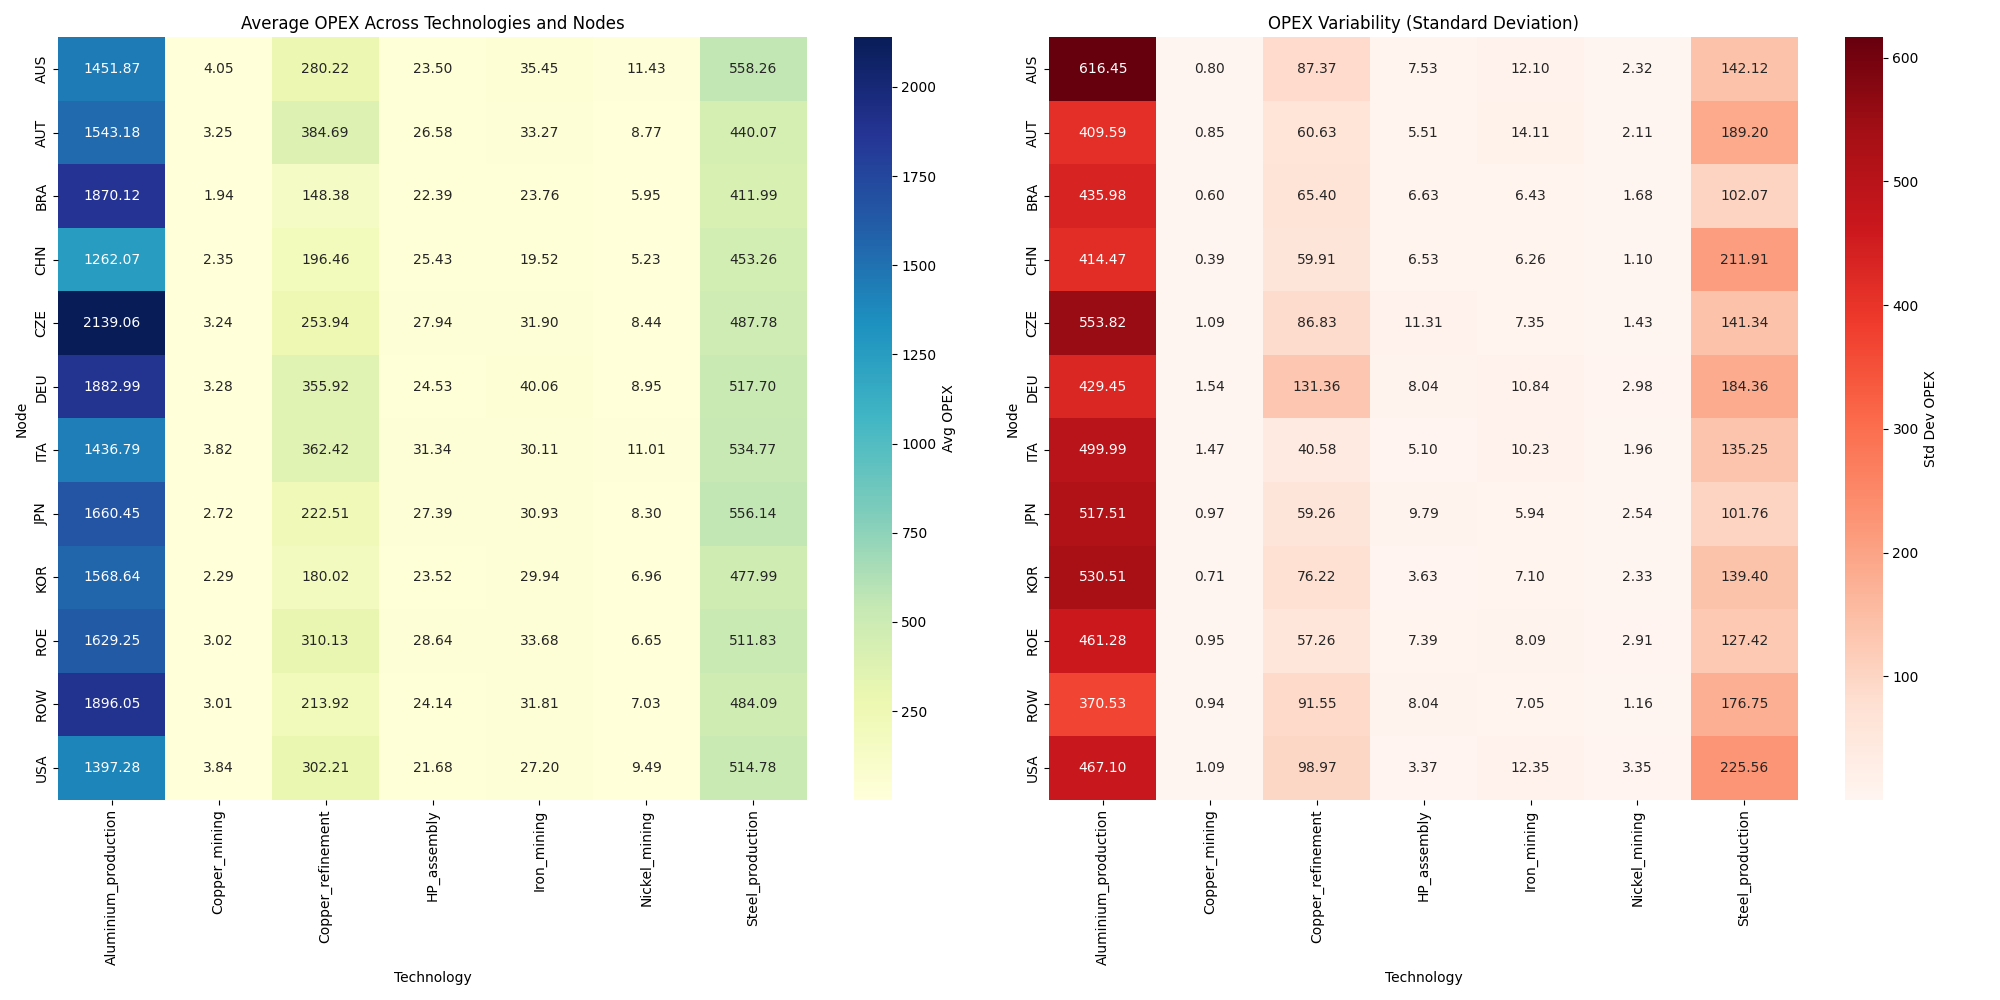 Average OPEX Across Technologies and Nodes
Node
AUS 1451.87 4.05 280.22 23.50 35.45 11.43 558.26
AUT 1543.18 3.25 384.69 26.58 33.27 8.77 440.07
BRA 1870.12 1.94 148.38 22.39 23.76 5.95 411.99
CHN 1262.07 2.35 196.46 25.43 19.52 5.23 453.26
CZE 2139.06 3.24 253.94 27.94 31.90 8.44 487.78
DEU 1882.99 3.28 355.92 24.53 40.06 8.95 517.70
ITA 1436.79 3.82 362.42 31.34 30.11 11.01 534.77
JPN 1660.45 2.72 222.51 27.39 30.93 8.30 556.14
KOR 1568.64 2.29 180.02 23.52 29.94 6.96 477.99
ROE 1629.25 3.02 310.13 28.64 33.68 6.65 511.83
ROW 1896.05 3.01 213.92 24.14 31.81 7.03 484.09
USA 1397.28 3.84 302.21 21.68 27.20 9.49 514.78
Aluminium_production
Copper_mining
Copper_refinement
HP_assembly
Iron_mining
Nickel_mining
Steel_production
Technology
2000
1750
1500
1250
1000
750
500
250
Avg OPEX
OPEX Variability (Standard Deviation)
Node
AUS 616.45 0.80 87.37 7.53 12.10 2.32 142.12
AUT 409.59 0.85 60.63 5.51 14.11 2.11 189.20
BRA 435.98 0.60 65.40 6.63 6.43 1.68 102.07
CHN 414.47 0.39 59.91 6.53 6.26 1.10 211.91
CZE 553.82 1.09 86.83 11.31 7.35 1.43 141.34
DEU 429.45 1.54 131.36 8.04 10.84 2.98 184.36
ITA 499.99 1.47 40.58 5.10 10.23 1.96 135.25
JPN 517.51 0.97 59.26 9.79 5.94 2.54 101.76
KOR 530.51 0.71 76.22 3.63 7.10 2.33 139.40
ROE 461.28 0.95 57.26 7.39 8.09 2.91 127.42
ROW 370.53 0.94 91.55 8.04 7.05 1.16 176.75
USA 467.10 1.09 98.97 3.37 12.35 3.35 225.56
Aluminium_production
Copper_mining
Copper_refinement
HP_assembly
Iron_mining
Nickel_mining
Steel_production
Technology
600
500
400
300
200
100
Std Dev OPEX